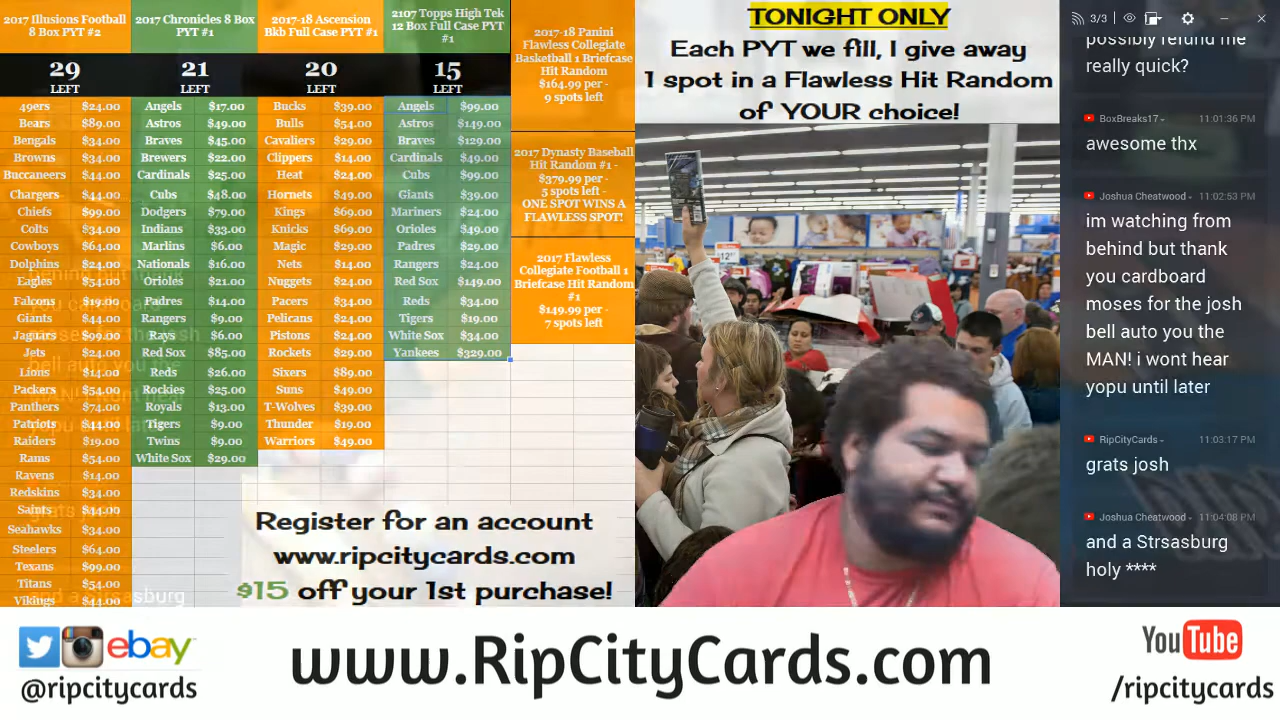 2017 Illusions Football
8 Box PYT #2
29
LEFT
49ers $24.00
Bears $89.00
Bengals $34.00
Browns $34.00
Buccaneers $44.00
Chargers $44.00
Chiefs $99.00
Colts $34.00
Cowboys $64.00
Dolphins $24.00
Eagles $54.00
Falcons $19.00
Giants $44.00
Jaguars $99.00
Jets $24.00
Lions $14.00
Packers $54.00
Panthers $74.00
Patriots $44.00
Raiders $19.00
Rams $54.00
Ravens $14.00
Redskins $34.00
Saints $44.00
Seahawks $34.00
Steelers $64.00
Texans $99.00
Titans $54.00
Vikings $44.00
2017 Chronicles 8 Box
PYT #1
21
LEFT
Angels $17.00
Astros $49.00
Braves $45.00
Brewers $22.00
Cardinals $25.00
Cubs $48.00
Dodgers $79.00
Indians $33.00
Marlins $6.00
Nationals $16.00
Orioles $21.00
Padres $14.00
Rangers $9.00
Rays $6.00
Red Sox $85.00
Reds $26.00
Rockies $25.00
Royals $13.00
Tigers $9.00
Twins $9.00
White Sox $29.00
2017-18 Ascension
Bkb Full Case PYT #1
20
LEFT
Bucks $39.00
Bulls $54.00
Cavaliers $29.00
Clippers $14.00
Heat $24.00
Hornets $49.00
Kings $69.00
Knicks $69.00
Magic $29.00
Nets $14.00
Nuggets $24.00
Pacers $34.00
Pelicans $24.00
Pistons $24.00
Rockets $29.00
Sixers $89.00
Suns $49.00
T-Wolves $39.00
Thunder $19.00
Warriors $49.00
2107 Topps High Tek
12 Box Full Case PYT
#1
15
LEFT
Angels $99.00
Astros $149.00
Braves $129.00
Cardinals $49.00
Cubs $99.00
Giants $39.00
Mariners $24.00
Orioles $49.00
Padres $29.00
Rangers $24.00
Red Sox $149.00
Reds $34.00
Tigers $19.00
White Sox $34.00
Yankees $329.00
2017-18 Panini
Flawless Collegiate
Basketball 1 Briefcase
Hit Random
$164.99 per -
9 spots left
2017 Dynasty Baseball
Hit Random #1 -
$379.99 per -
5 spots left -
ONE SPOT WINS A
FLAWLESS SPOT!
2017 Flawless
Collegiate Football 1
Briefcase Hit Random
#1
$149.99 per -
7 spots left
Register for an account
www.ripcitycards.com
$15 off your 1st purchase!
TONIGHT ONLY
Each PYT we fill, I give away
1 spot in a Flawless Hit Random
of YOUR choice!
3/3
possibly refund me
really quick?
BoxBreaks17 11:01:36 PM
awesome thx
Joshua Cheatwood 11:02:53 PM
im watching from
behind but thank
you cardboard
moses for the josh
bell auto you the
MAN! i wont hear
yopu until later
RipCityCards 11:03:17 PM
grats josh
Joshua Cheatwood 11:04:08 PM
and a Strsasburg
holy ****
ebay
@ripcitycards
www.RipCityCards.com
YouTube
/ripcitycards